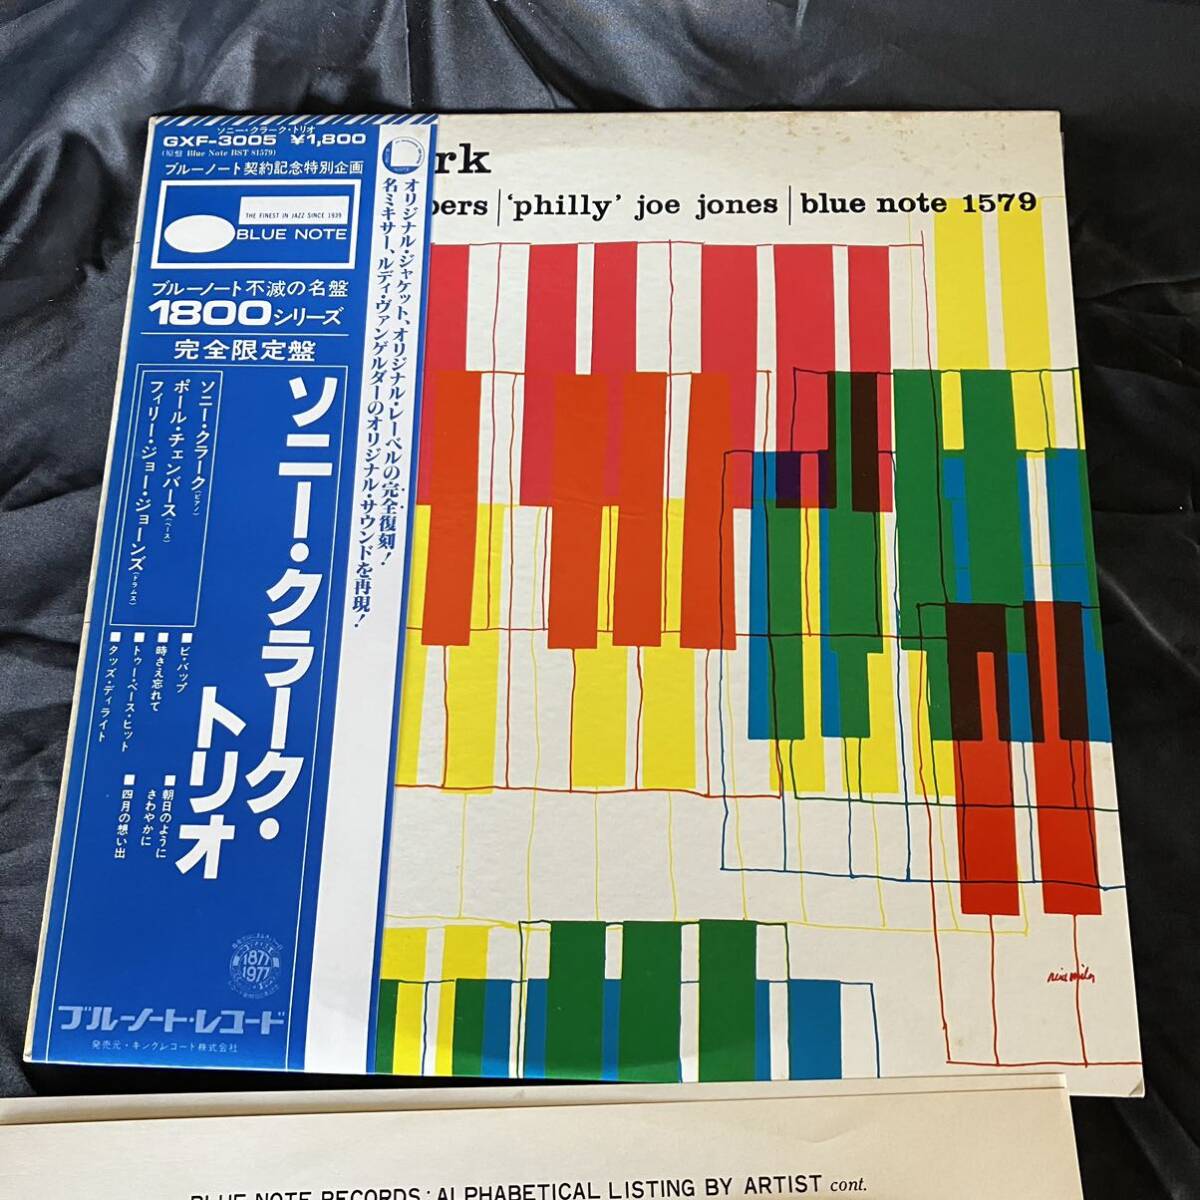 ソニー・クラーク・トリオ
GXF-3005 ¥1,800
(原盤 Blue Note BST 81579)
ブルーノート契約記念特別企画
THE FINEST IN JAZZ SINCE 1939
BLUE NOTE
ブルーノート不滅の名盤
1800シリーズ
完全限定盤
ソニー・クラーク(ピアノ)
ポール・チェンバース(ベース)
フィリー・ジョー・ジョーンズ(ドラムス)
ソニー・クラーク・
トリオ
■ビ・バップ
■時さえ忘れて
■トゥー・ベース・ヒット
■タッズ・ディライト
■朝日のように
さわやかに
■四月の想い出
1877
1977
ブルーノート・レコード
発売元・キングレコード株式会社
オリジナル・ジャケット、オリジナル・レーベルの完全復刻!
名ミキサー、ルディ・ヴァンゲルダーのオリジナル・サウンドを再現!
rk
bers | ‘philly’ joe jones | blue note 1579
BLUE NOTE RECORDS: ALPHABETICAL LISTING BY ARTIST cont.